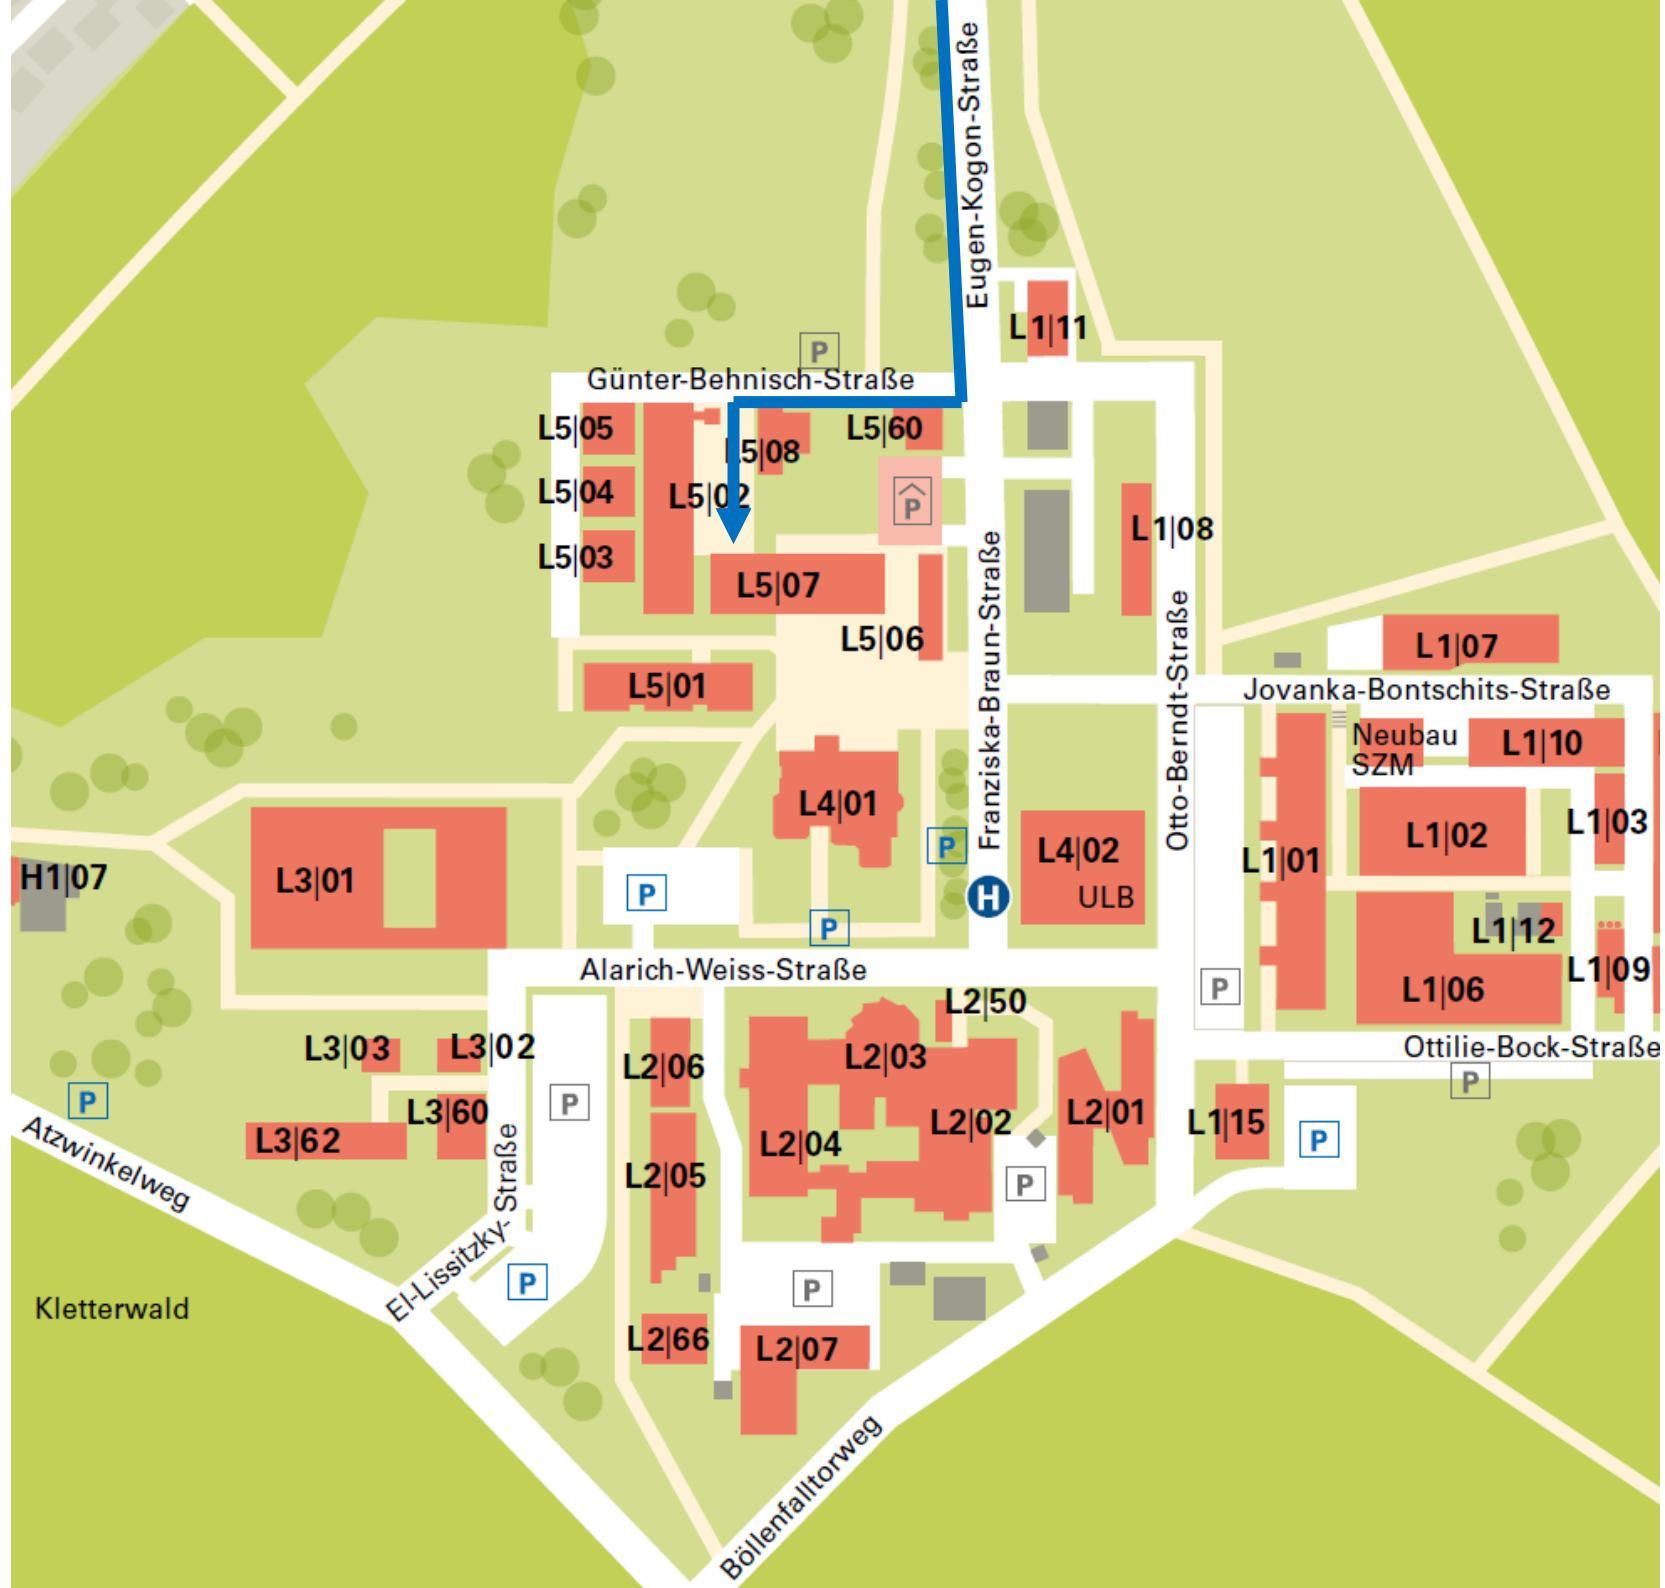 Eugen-Kogon-Straße
L1|11
P
Günter-Behnisch-Straße
L5|05
L5|08
L5|60
L5|04
L5|02
P
L5|03
L5|07
L5|06
L5|01
Franziska-Braun-Straße
L1|08
Otto-Berndt-Straße
L1|07
Jovanka-Bontschits-Straße
Neubau
SZM
L1|10
L1|03
L1|02
L1|01
L4|01
P
L4|02
ULB
H
H1|07
L3|01
P
P
L1|12
L1|09
L1|06
P
Alarich-Weiss-Straße
L2|50
Ottilie-Bock-Straße
P
L3|03
L3|02
L2|06
L2|03
P
P
L3|60
L3|62
L2|05
L2|04
L2|02
L2|01
L1|15
P
P
Atzwinkelweg
El-Lissitzky-
Straße
P
P
Kletterwald
L2|66
L2|07
Böllenfalltorweg